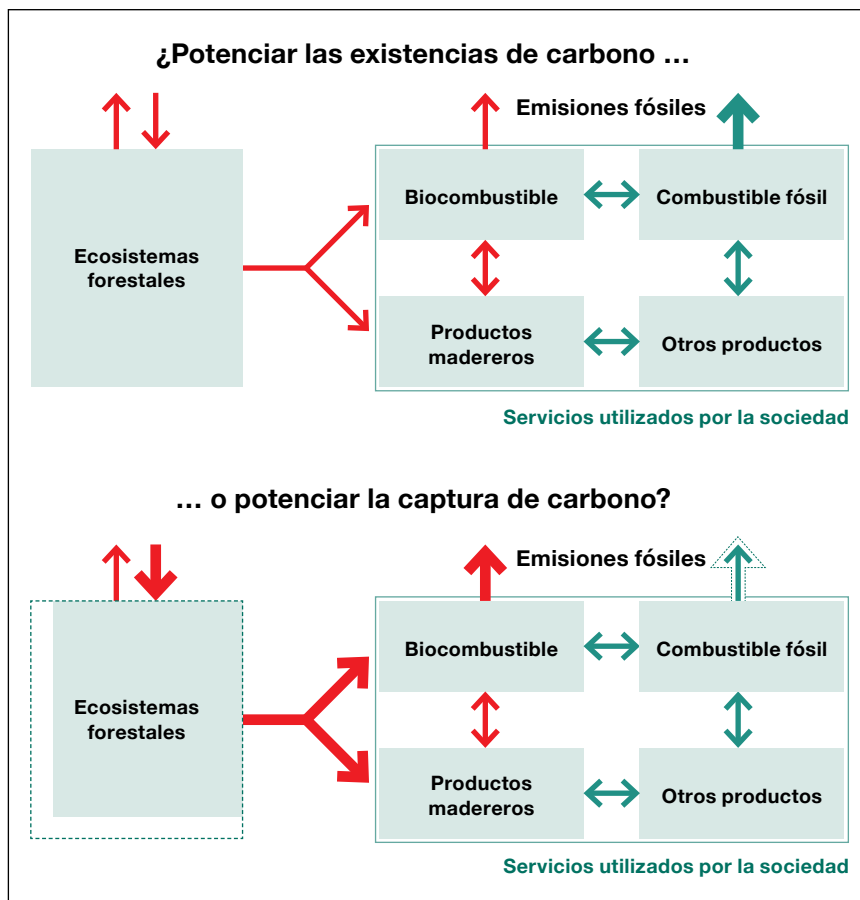 ¿Potenciar las existencias de carbono ...
Emisiones fósiles
Biocombustible
Combustible fósil
Ecosistemas
forestales
Productos
madereros
Otros productos
Servicios utilizados por la sociedad
... o potenciar la captura de carbono?
Emisiones fósiles
Biocombustible
Combustible fósil
Ecosistemas
forestales
Productos
madereros
Otros productos
Servicios utilizados por la sociedad